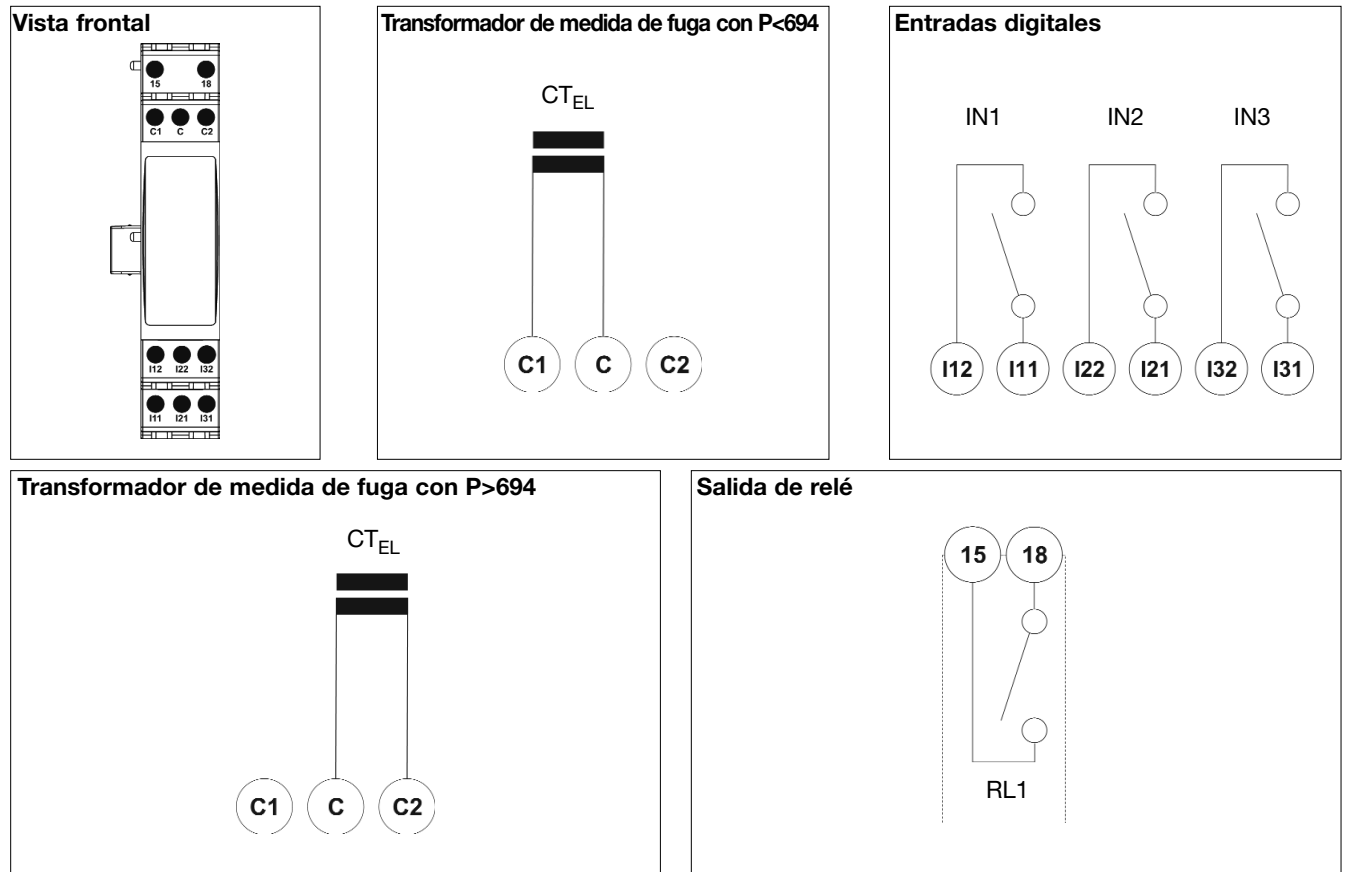 Vista frontal
15 18
C1 C C2
I12 I22 I32
I11 I21 I31
Transformador de medida de fuga con P<694
CTEL
C1 C C2
Entradas digitales
IN1 IN2 IN3
I12 I11 I22 I21 I32 I31
Transformador de medida de fuga con P>694
CTEL
C1 C C2
Salida de relé
15 18
RL1